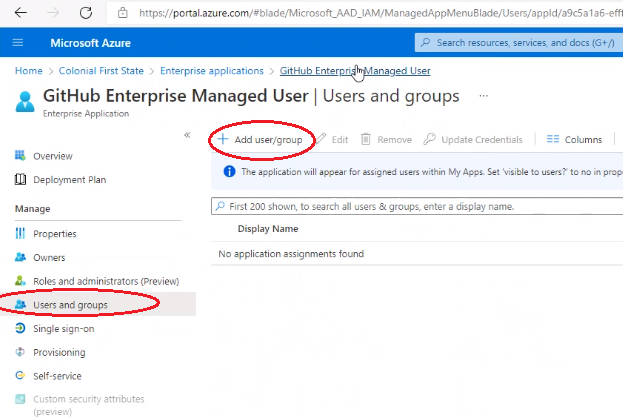 https://portal.azure.com/#blade/Microsoft_AAD_IAM/ManagedAppMenuBlade/Users/appId/a9c5a1a6-eff
Microsoft Azure
Search resources, services, and docs (G+/)
Home > Colonial First State > Enterprise applications > GitHub Enterprise Managed User
GitHub Enterprise Managed User | Users and groups ...
Enterprise Application
«
+ Add user/group
Edit
Remove
Update Credentials
Columns
Overview
Deployment Plan
Manage
Properties
Owners
Roles and administrators (Preview)
Users and groups
Single sign-on
Provisioning
Self-service
Custom security attributes
(preview)
The application will appear for assigned users within My Apps. Set 'visible to users?' to no in prope
First 200 shown, to search all users & groups, enter a display name.
Display Name
No application assignments found